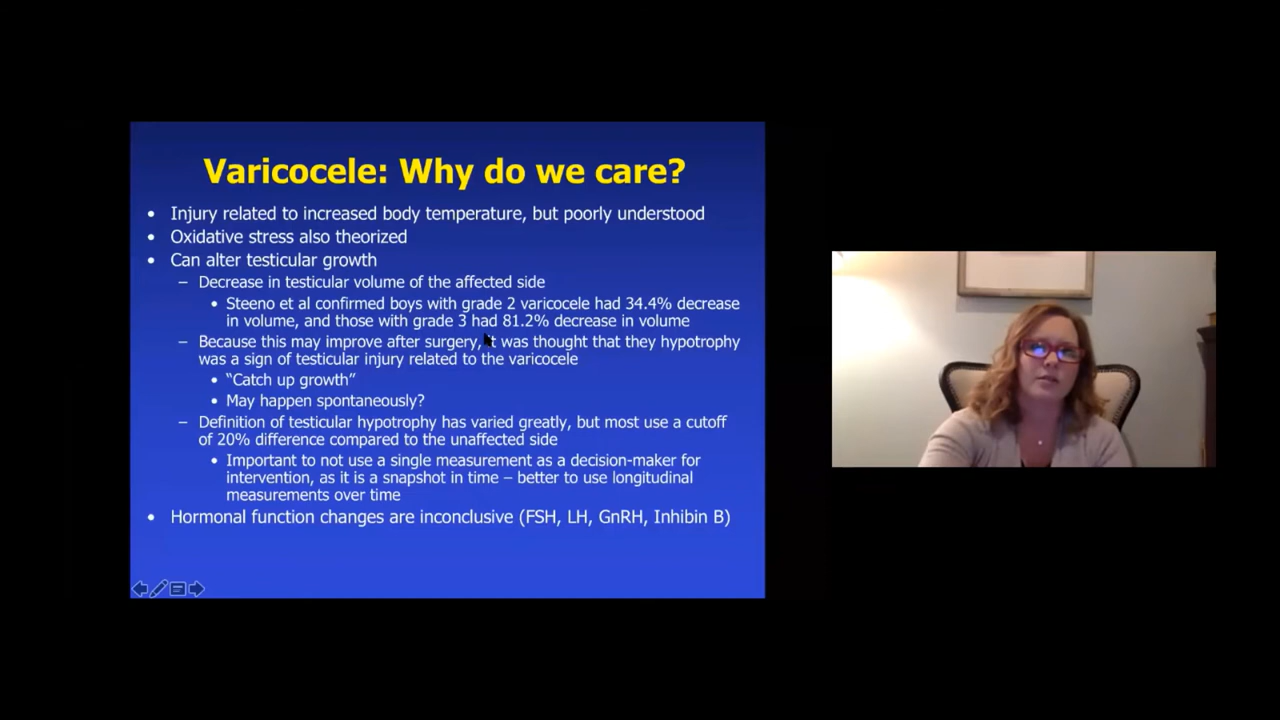 Varicocele: Why do we care?
• Injury related to increased body temperature, but poorly understood
• Oxidative stress also theorized
• Can alter testicular growth
– Decrease in testicular volume of the affected side
• Steeno et al confirmed boys with grade 2 varicocele had 34.4% decrease
in volume, and those with grade 3 had 81.2% decrease in volume
– Because this may improve after surgery, it was thought that they hypotrophy
was a sign of testicular injury related to the varicocele
• “Catch up growth”
• May happen spontaneously?
– Definition of testicular hypotrophy has varied greatly, but most use a cutoff
of 20% difference compared to the unaffected side
• Important to not use a single measurement as a decision-maker for
intervention, as it is a snapshot in time – better to use longitudinal
measurements over time
• Hormonal function changes are inconclusive (FSH, LH, GnRH, Inhibin B)